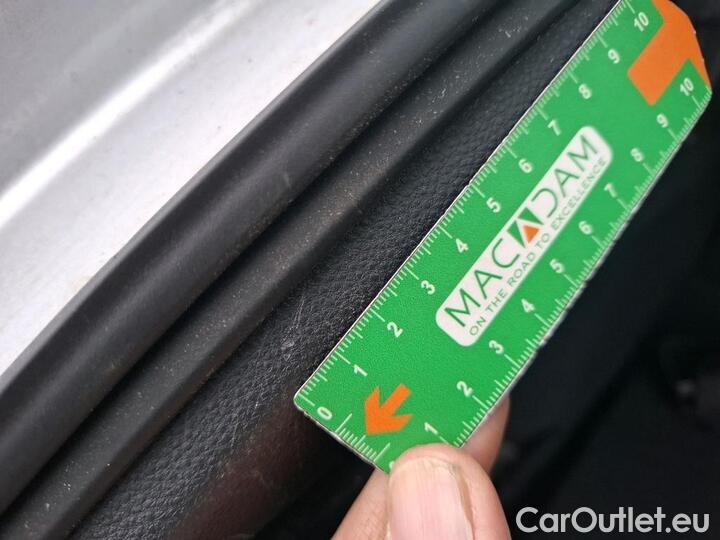 0 1 2 3 4 5 6 7 8 9 10
MACADAM
ON THE ROAD TO EXCELLENCE
1 2 3 4 5 6 7 8 9 10
CarOutlet.eu